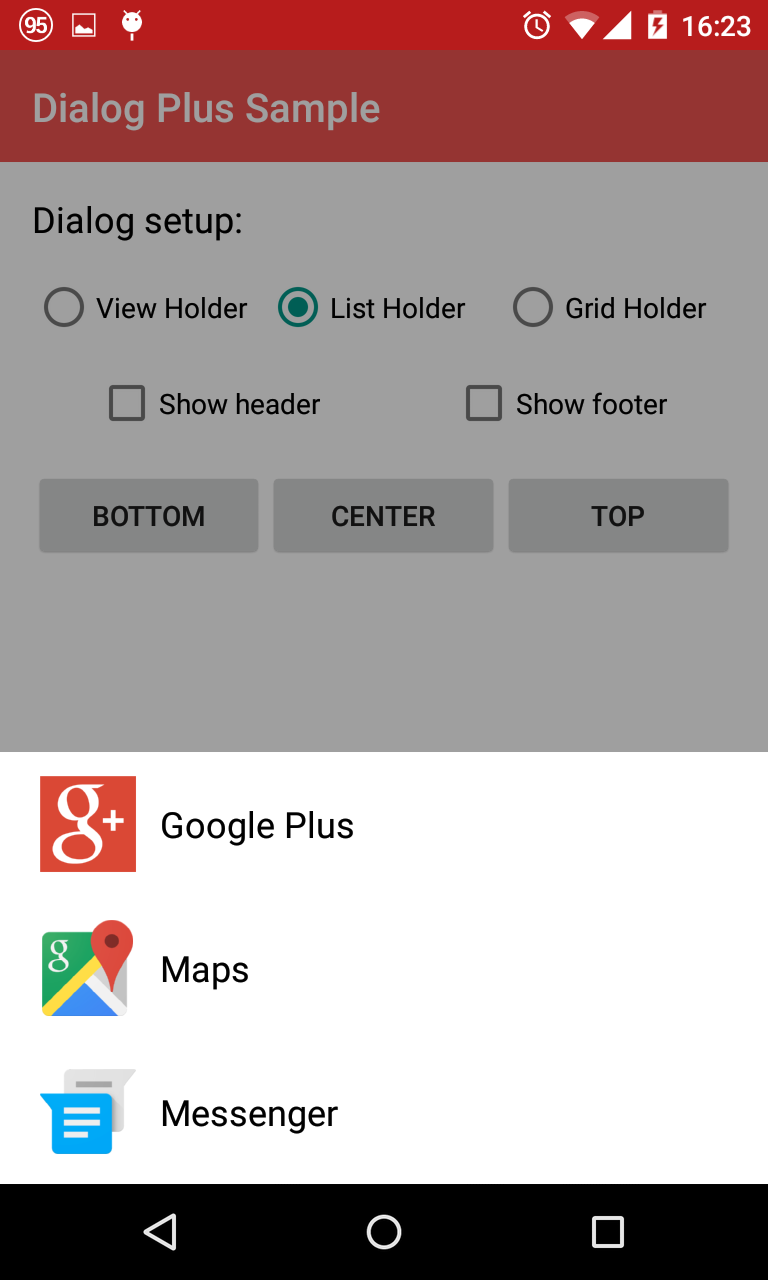 95 16:23
Dialog Plus Sample
Dialog setup:
View Holder List Holder Grid Holder
Show header Show footer
BOTTOM CENTER TOP
g+ Google Plus
g Maps
Messenger